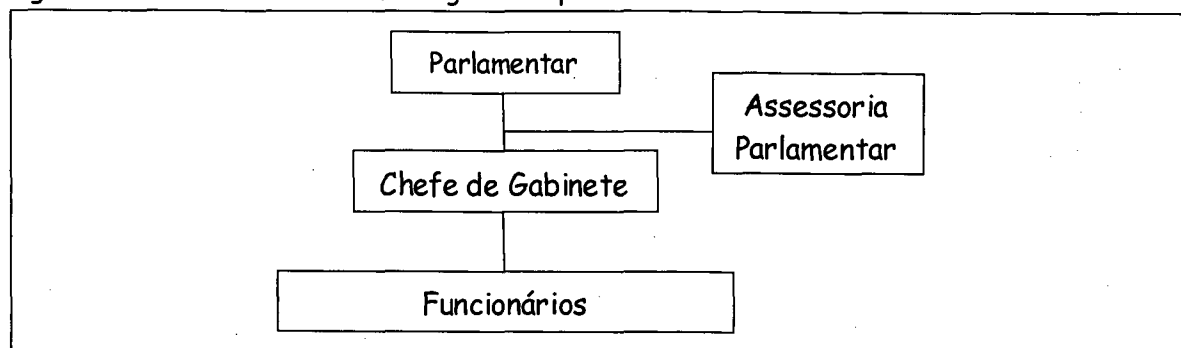 Parlamentar
Assessoria
Parlamentar
Chefe de Gabinete
Funcionários